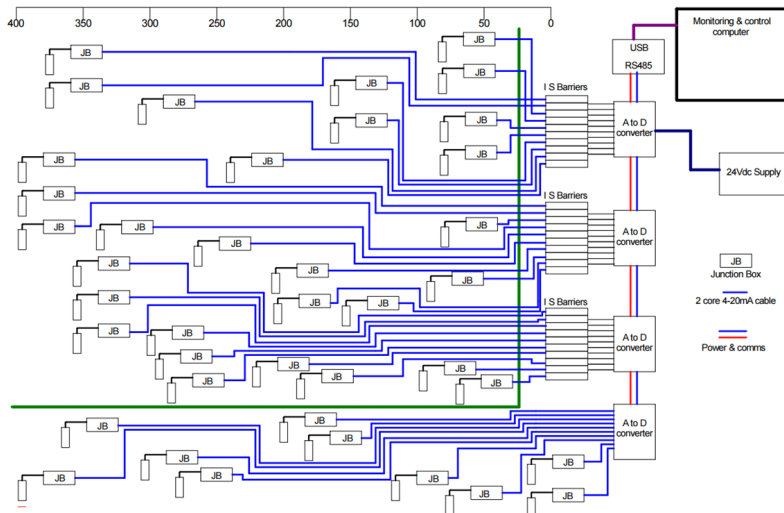 400 350 300 250 200 150 100 50 0
Monitoring & control
computer
USB
RS485
JB
JB
JB
JB
JB
I S Barriers
JB
JB
JB
A to D
converter
JB
JB
JB
24Vdc Supply
JB
I S Barriers
JB
JB
JB
A to D
converter
JB
JB
JB
Junction Box
JB
JB
2 core 4-20mA cable
JB
I S Barriers
JB
JB
JB
JB
A to D
converter
Power & comms
JB
JB
JB
JB
JB
JB
JB
JB
A to D
converter
JB
JB
JB
JB
JB
JB
JB
JB